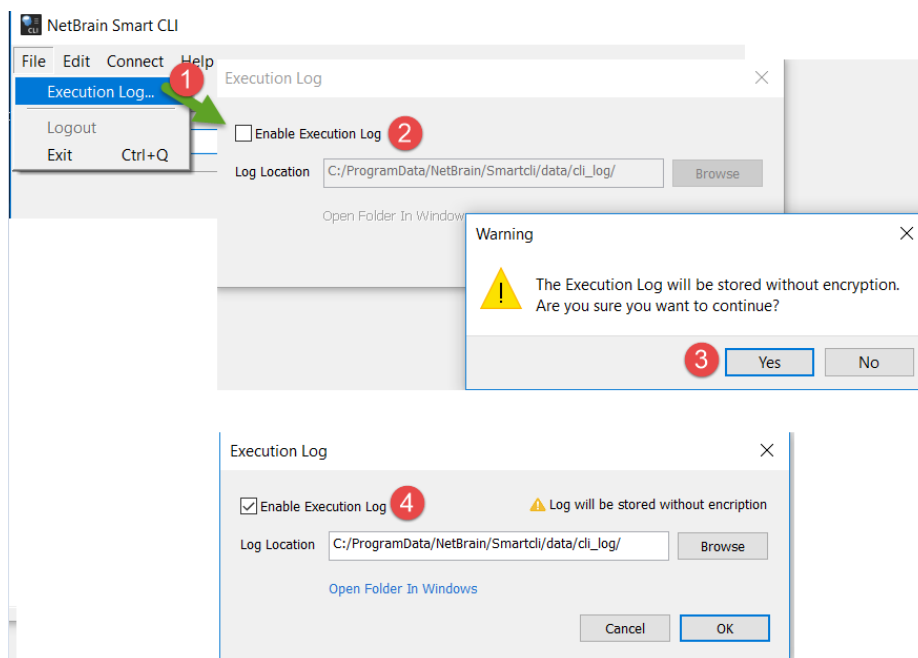 CLI NetBrain Smart CLI
File Edit Connect Help
Execution Log...
Logout
Exit Ctrl+Q
1
Execution Log
Enable Execution Log 2
Log Location C:/ProgramData/NetBrain/Smartcli/data/cli_log/ Browse
Open Folder In Window
Warning
! The Execution Log will be stored without encryption.
Are you sure you want to continue?
3 Yes No
Execution Log
Enable Execution Log 4 Log will be stored without encription
Log Location C:/ProgramData/NetBrain/Smartcli/data/cli_log/ Browse
Open Folder In Windows
Cancel OK